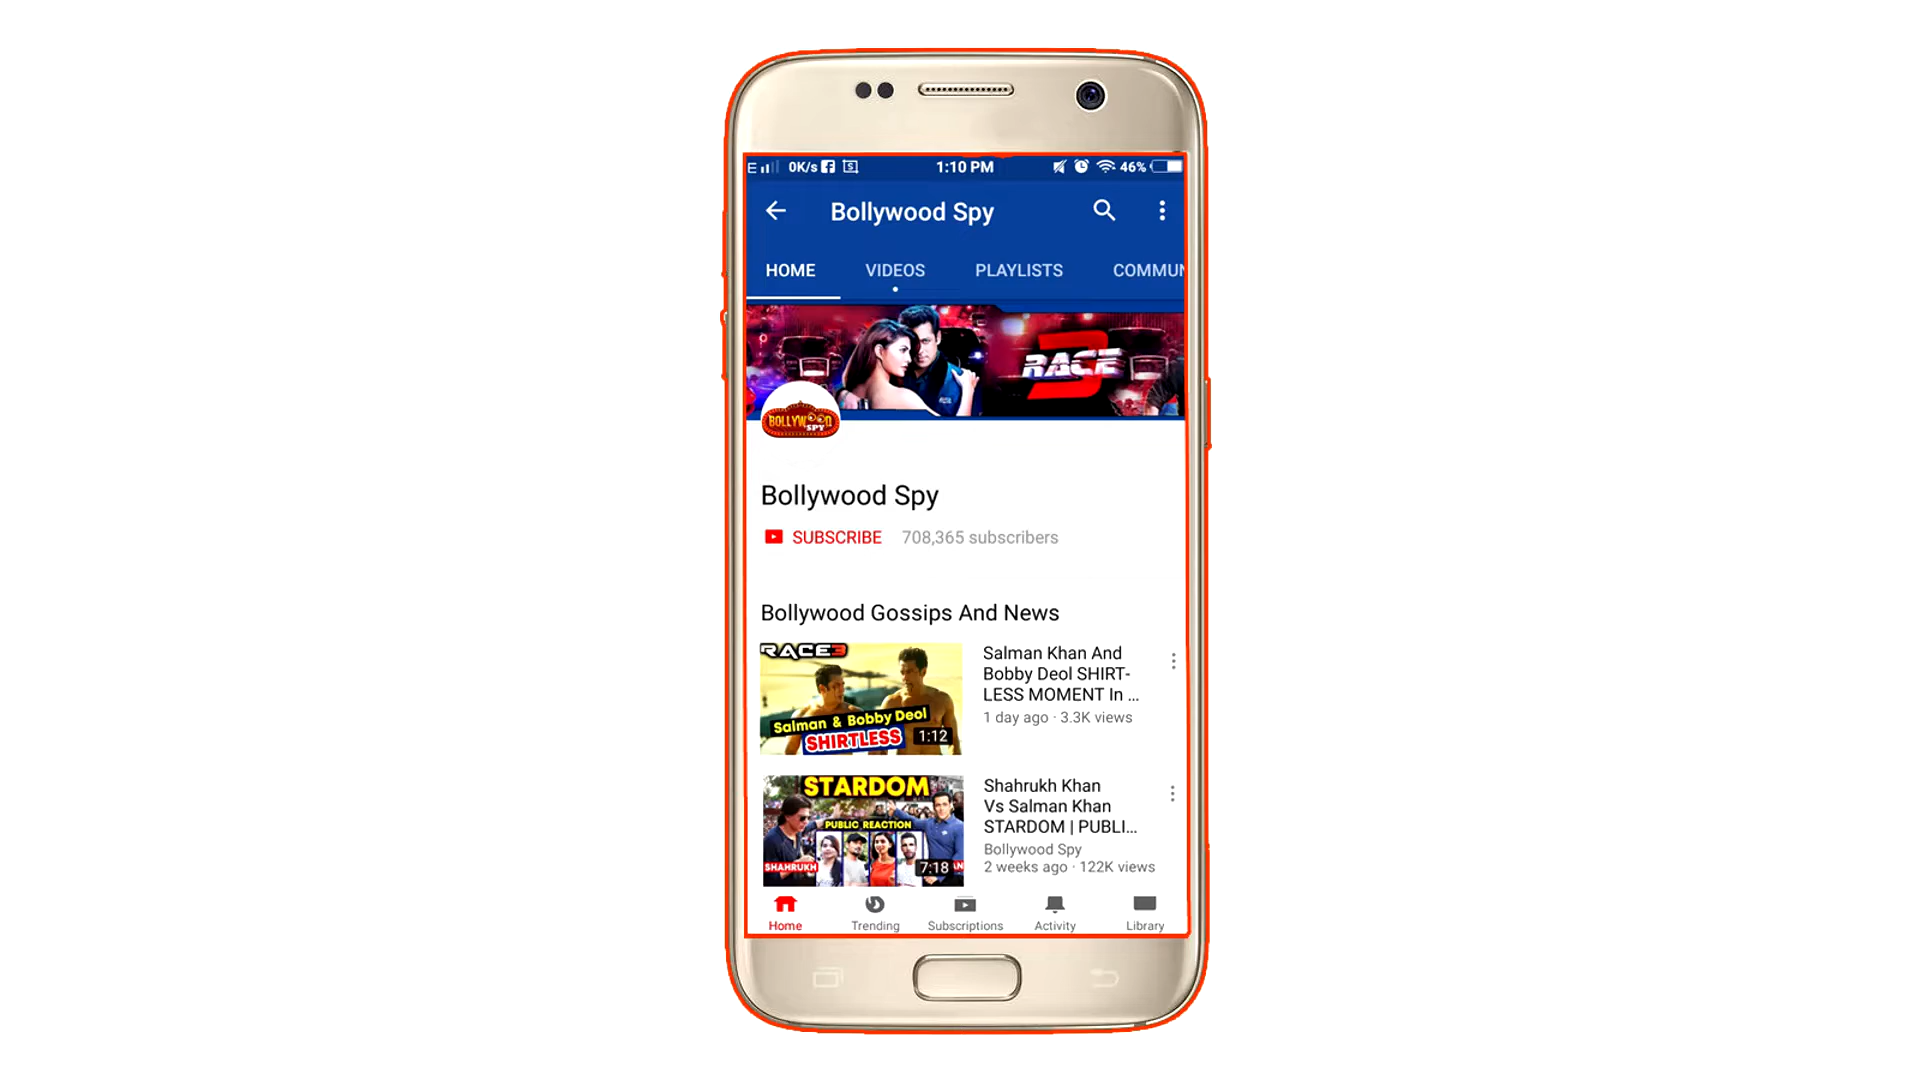 E 0K/s 1:10 PM 46%
Bollywood Spy
HOME VIDEOS PLAYLISTS COMMUN
RACE 3
BOLLYWOOD
SPY
Bollywood Spy
SUBSCRIBE 708,365 subscribers
Bollywood Gossips And News
RACE3
Salman & Bobby Deol
SHIRTLESS
1:12
Salman Khan And
Bobby Deol SHIRT-
LESS MOMENT In ...
1 day ago · 3.3K views
STARDOM
PUBLIC REACTION
SHAHRUKH
7:18
Shahrukh Khan
Vs Salman Khan
STARDOM | PUBLI...
Bollywood Spy
2 weeks ago · 122K views
Home Trending Subscriptions Activity Library